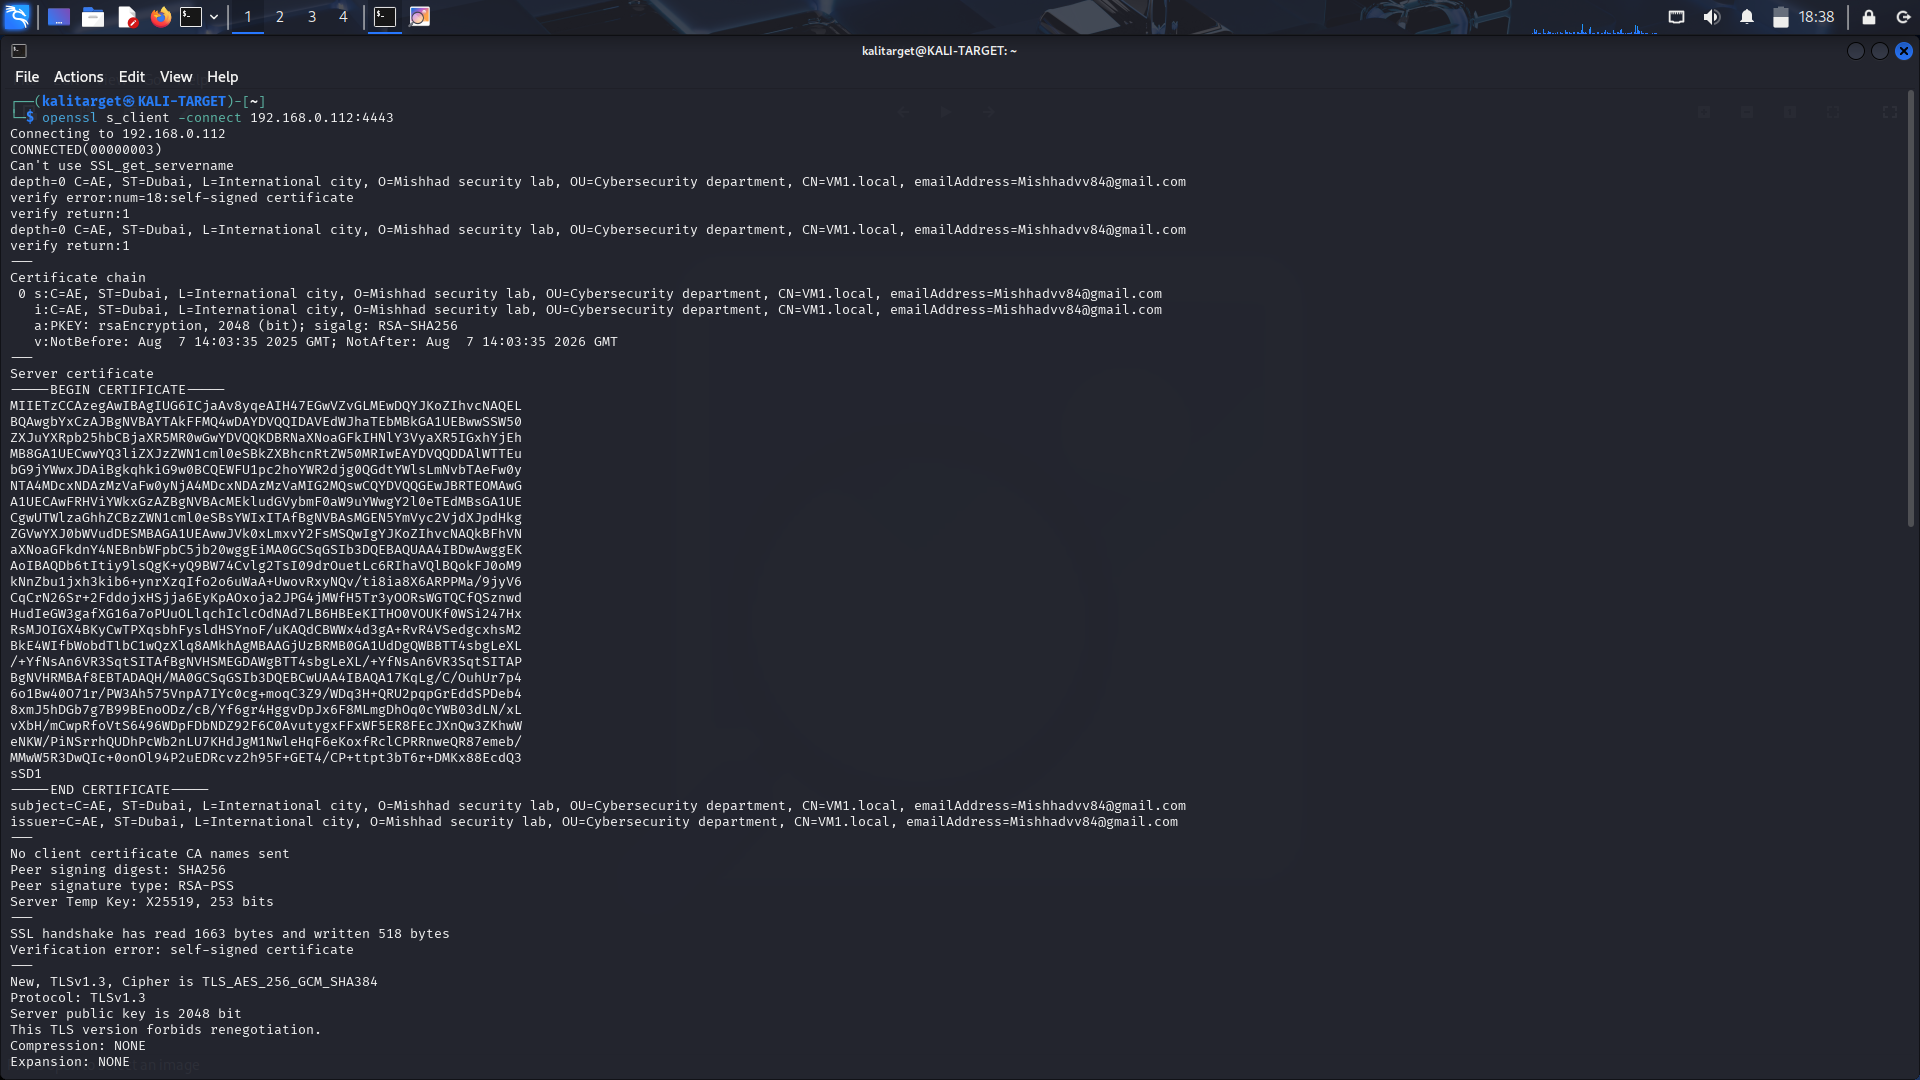 1 2 3 4
18:38
kalitarget@KALI-TARGET: ~
File Actions Edit View Help
┌──(kalitarget㉿KALI-TARGET)-[~]
└─$ openssl s_client -connect 192.168.0.112:4443
Connecting to 192.168.0.112
CONNECTED(00000003)
Can't use SSL_get_servername
depth=0 C=AE, ST=Dubai, L=International city, O=Mishhad security lab, OU=Cybersecurity department, CN=VM1.local, emailAddress=Mishhadvv84@gmail.com
verify error:num=18:self-signed certificate
verify return:1
depth=0 C=AE, ST=Dubai, L=International city, O=Mishhad security lab, OU=Cybersecurity department, CN=VM1.local, emailAddress=Mishhadvv84@gmail.com
verify return:1
---
Certificate chain
 0 s:C=AE, ST=Dubai, L=International city, O=Mishhad security lab, OU=Cybersecurity department, CN=VM1.local, emailAddress=Mishhadvv84@gmail.com
   i:C=AE, ST=Dubai, L=International city, O=Mishhad security lab, OU=Cybersecurity department, CN=VM1.local, emailAddress=Mishhadvv84@gmail.com
   a:PKEY: rsaEncryption, 2048 (bit); sigalg: RSA-SHA256
   v:NotBefore: Aug  7 14:03:35 2025 GMT; NotAfter: Aug  7 14:03:35 2026 GMT
---
Server certificate
-----BEGIN CERTIFICATE-----
MIIETzCCAzegAwIBAgIUG6ICjaAv8yqeAIH47EGwVZvGLMEwDQYJKoZIhvcNAQEL
BQAwgbYxCzAJBgNVBAYTAkFFMQ4wDAYDVQQIDAVEdWJhaTEbMBkGA1UEBwwSSW50
ZXJuYXRpb25hbCBjaXR5MR0wGwYDVQQKDBRNaXNoaGFkIHNlY3VyaXR5IGxhYjEh
MB8GA1UECwwYQ3liZXJzZWN1cml0eSBkZXBhcnRtZW50MRIwEAYDVQQDDAlWTTEu
bG9jYWwxJDAiBgkqhkiG9w0BCQEWFU1pc2hoYWR2djg0QGdtYWlsLmNvbTAeFw0y
NTA4MDcxNDAzMzVaFw0yNjA4MDcxNDAzMzVaMIG2MQswCQYDVQQGEwJBRTEOMAwG
A1UECAwFRHViYWkxGzAZBgNVBAcMEkludGVybmF0aW9uYWwgY2l0eTEdMBsGA1UE
CgwUTWlzaGhhZCBzZWN1cml0eSBsYWIxITAfBgNVBAsMGEN5YmVyc2VjdXJpdHkg
ZGVwYXJ0bWVudDESMBAGA1UEAwwJVk0xLmxvY2FsMSQwIgYJKoZIhvcNAQkBFhVN
aXNoaGFkdnY4NEBnbWFpbC5jb20wggEiMA0GCSqGSIb3DQEBAQUAA4IBDwAwggEK
AoIBAQDb6tItiy9lsQgK+yQ9BW74Cvlg2TsI09drOuetLc6RIhaVQlBQokFJ0oM9
kNnZbu1jxh3kib6+ynrXzqIfo2o6uWaA+UwovRxyNQv/ti8ia8X6ARPPMa/9jyV6
CqCrN26Sr+2FddojxHSjja6EyKpAOxoja2JPG4jMWfH5Tr3yOORsWGTQCfQSznwd
HudIeGW3gafXG16a7oPUuOLlqchIclcOdNAd7LB6HBEeKITHO0VOUKf0WSi247Hx
RsMJOIGX4BKyCwTPXqsbhFysldHSYnoF/uKAQdCBWWx4d3gA+RvR4VSedgcxhsM2
BkE4WIfbWobdTlbC1wQzXlq8AMkhAgMBAAGjUzBRMB0GA1UdDgQWBBTT4sbgLeXL
/+YfNsAn6VR3SqtSITAfBgNVHSMEGDAWgBTT4sbgLeXL/+YfNsAn6VR3SqtSITAP
BgNVHRMBAf8EBTADAQH/MA0GCSqGSIb3DQEBCwUAA4IBAQA17KqLg/C/OuhUr7p4
6o1Bw40O71r/PW3Ah575VnpA7IYc0cg+moqC3Z9/WDq3H+QRU2pqpGrEddSPDeb4
8xmJ5hDGb7g7B99BEnoODz/cB/Yf6gr4HggvDpJx6F8MLmgDhOq0cYWB03dLN/xL
vXbH/mCwpRfoVtS6496WDpFDbNDZ92F6C0AvutygxFFxWF5ER8FEcJXnQw3ZKhwW
eNKW/PiNSrrhQUDhPcWb2nLU7KHdJgM1NwleHqF6eKoxfRclCPRRnweQR87emeb/
MMwW5R3DwQIc+0onOl94P2uEDRcvz2h95F+GET4/CP+ttpt3bT6r+DMKx88EcdQ3
sSD1
-----END CERTIFICATE-----
subject=C=AE, ST=Dubai, L=International city, O=Mishhad security lab, OU=Cybersecurity department, CN=VM1.local, emailAddress=Mishhadvv84@gmail.com
issuer=C=AE, ST=Dubai, L=International city, O=Mishhad security lab, OU=Cybersecurity department, CN=VM1.local, emailAddress=Mishhadvv84@gmail.com
---
No client certificate CA names sent
Peer signing digest: SHA256
Peer signature type: RSA-PSS
Server Temp Key: X25519, 253 bits
---
SSL handshake has read 1663 bytes and written 518 bytes
Verification error: self-signed certificate
---
New, TLSv1.3, Cipher is TLS_AES_256_GCM_SHA384
Protocol: TLSv1.3
Server public key is 2048 bit
This TLS version forbids renegotiation.
Compression: NONE
Expansion: NONE